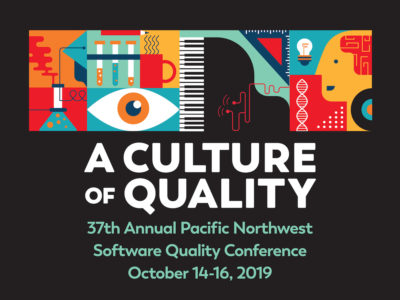 A CULTURE
OF QUALITY
37th Annual Pacific Northwest
Software Quality Conference
October 14-16, 2019